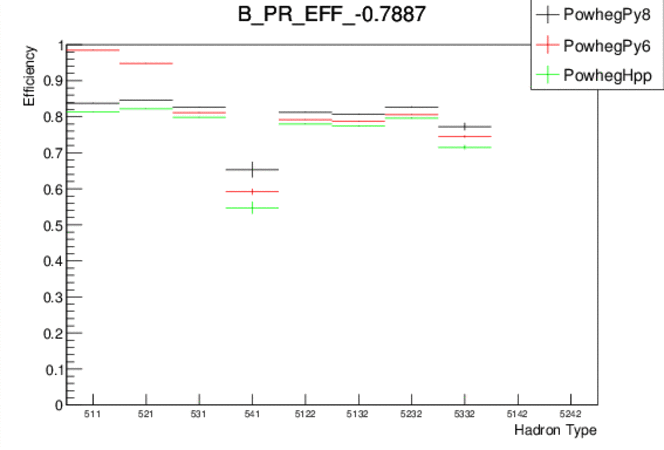 B_PR_EFF_-0.7887
PowhegPy8
PowhegPy6
PowhegHpp
Efficiency
1
0.9
0.8
0.7
0.6
0.5
0.4
0.3
0.2
0.1
0
511 521 531 541 5122 5132 5232 5332 5142 5242
Hadron Type